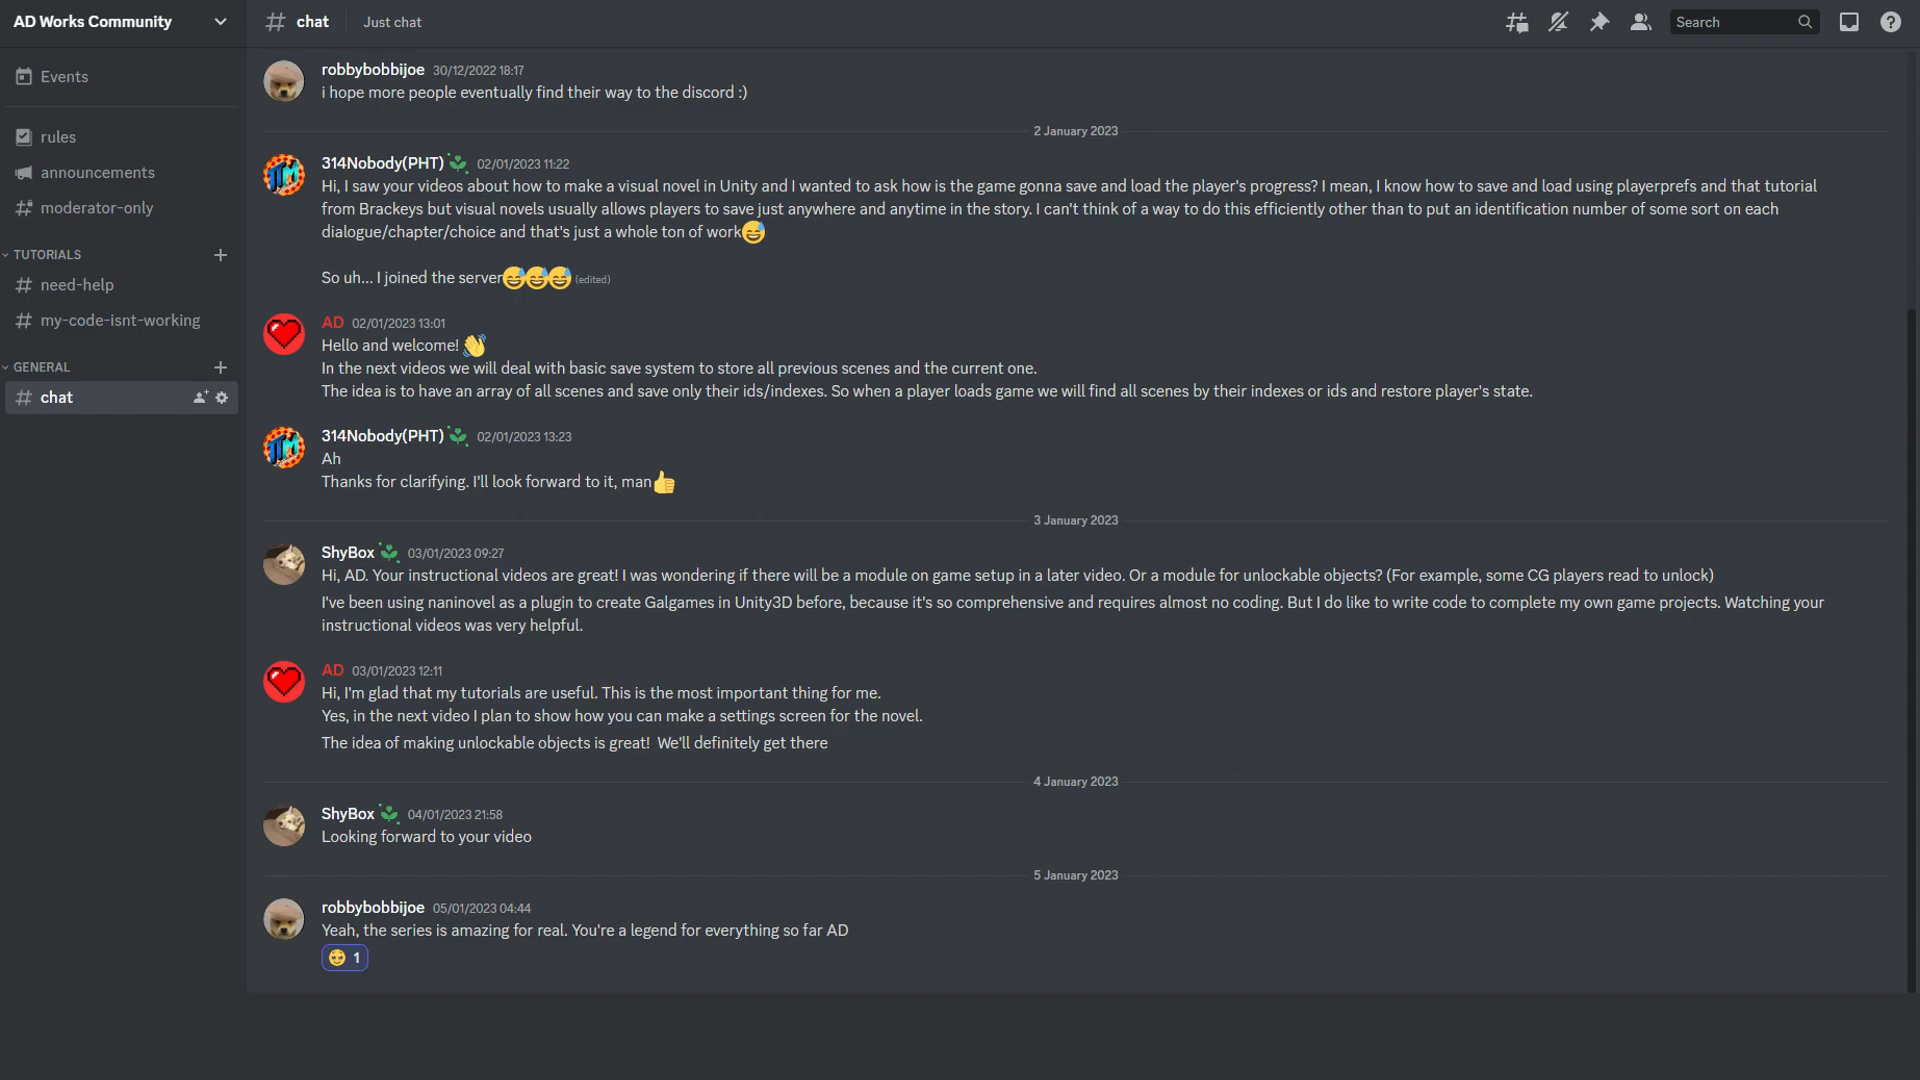 AD Works Community
# chat
Just chat
Search
Events
rules
announcements
moderator-only
TUTORIALS
need-help
my-code-isnt-working
GENERAL
chat
robbybobbijoe 30/12/2022 18:17
i hope more people eventually find their way to the discord :)
2 January 2023
314Nobody(PHT) 02/01/2023 11:22
Hi, I saw your videos about how to make a visual novel in Unity and I wanted to ask how is the game gonna save and load the player's progress? I mean, I know how to save and load using playerprefs and that tutorial
from Brackeys but visual novels usually allows players to save just anywhere and anytime in the story. I can't think of a way to do this efficiently other than to put an identification number of some sort on each
dialogue/chapter/choice and that's just a whole ton of work😅
So uh... I joined the server😅😅😅 (edited)
AD 02/01/2023 13:01
Hello and welcome! 👋
In the next videos we will deal with basic save system to store all previous scenes and the current one.
The idea is to have an array of all scenes and save only their ids/indexes. So when a player loads game we will find all scenes by their indexes or ids and restore player's state.
314Nobody(PHT) 02/01/2023 13:23
Ah
Thanks for clarifying. I'll look forward to it, man👍
3 January 2023
ShyBox 03/01/2023 09:27
Hi, AD. Your instructional videos are great! I was wondering if there will be a module on game setup in a later video. Or a module for unlockable objects? (For example, some CG players read to unlock)
I've been using naninovel as a plugin to create Galgames in Unity3D before, because it's so comprehensive and requires almost no coding. But I do like to write code to complete my own game projects. Watching your
instructional videos was very helpful.
AD 03/01/2023 12:11
Hi, I'm glad that my tutorials are useful. This is the most important thing for me.
Yes, in the next video I plan to show how you can make a settings screen for the novel.
The idea of making unlockable objects is great!  We'll definitely get there
4 January 2023
ShyBox 04/01/2023 21:58
Looking forward to your video
5 January 2023
robbybobbijoe 05/01/2023 04:44
Yeah, the series is amazing for real. You're a legend for everything so far AD
🥹 1